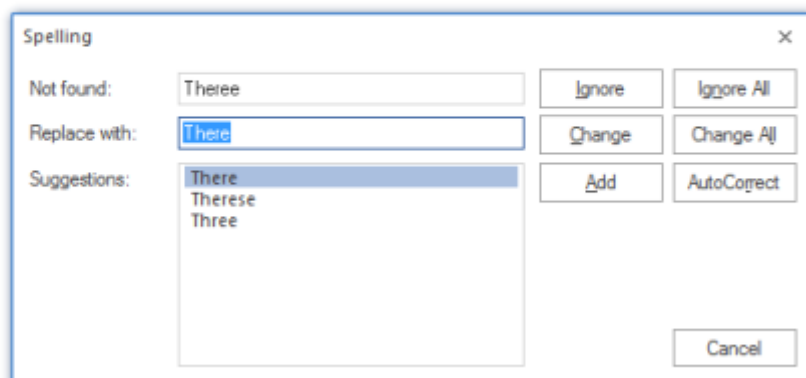 Spelling
Not found: Theree Ignore Ignore All
Replace with: There Change Change All
Suggestions: There Add AutoCorrect
Therese
Three
Cancel